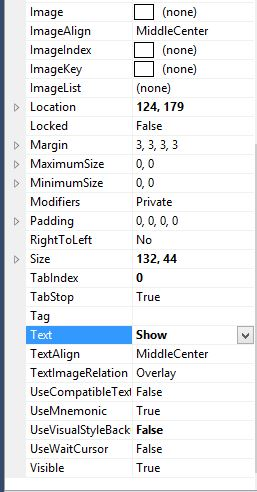 Image (none)
ImageAlign MiddleCenter
ImageIndex (none)
ImageKey (none)
ImageList (none)
Location 124, 179
Locked False
Margin 3, 3, 3, 3
MaximumSize 0, 0
MinimumSize 0, 0
Modifiers Private
Padding 0, 0, 0, 0
RightToLeft No
Size 132, 44
TabIndex 0
TabStop True
Tag
Text Show
TextAlign MiddleCenter
TextImageRelation Overlay
UseCompatibleText False
UseMnemonic True
UseVisualStyleBack False
UseWaitCursor False
Visible True